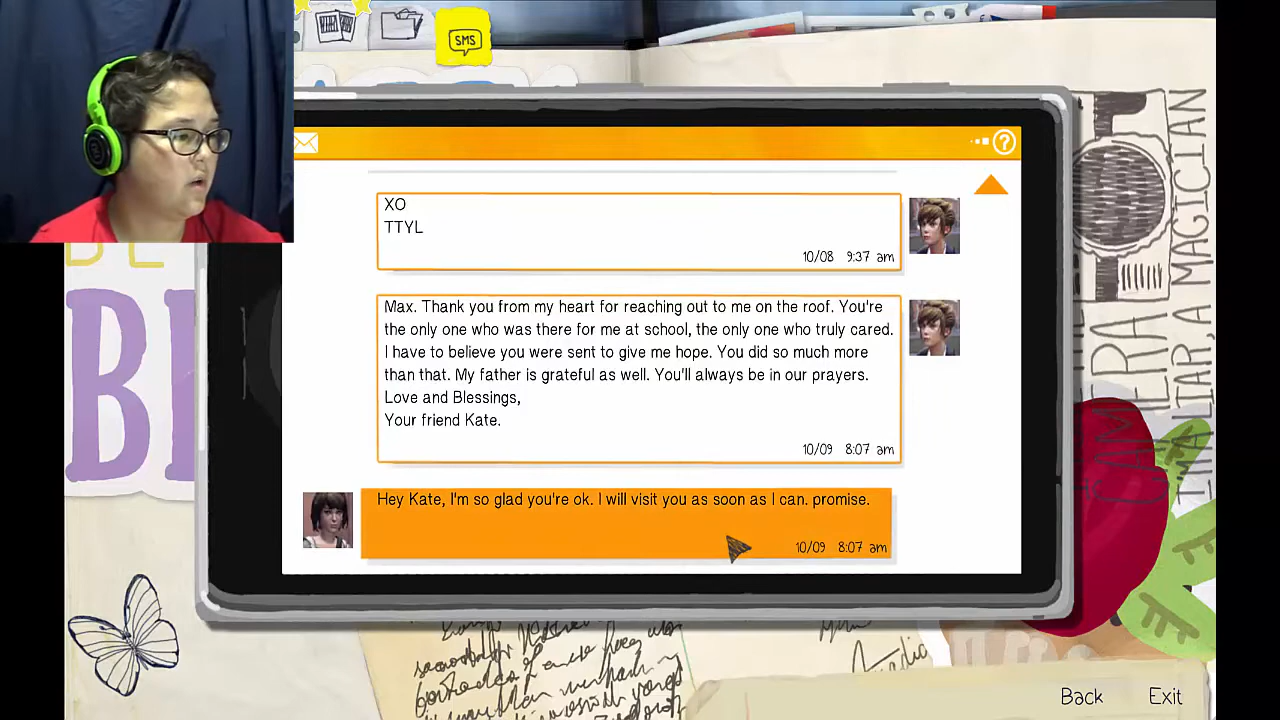 SMS
?
XO
TTYL
10/08 9:37 am
Max. Thank you from my heart for reaching out to me on the roof. You're
the only one who was there for me at school, the only one who truly cared.
I have to believe you were sent to give me hope. You did so much more
than that. My father is grateful as well. You'll always be in our prayers.
Love and Blessings,
Your friend Kate.
10/09 8:07 am
Hey Kate, I'm so glad you're ok. I will visit you as soon as I can. promise.
10/09 8:07 am
CAMERA
A MAGICIAN
Back Exit